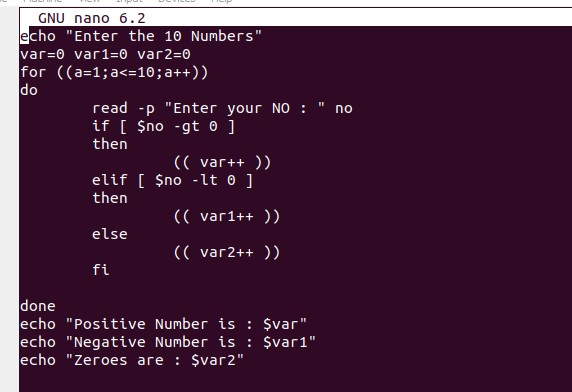 GNU nano 6.2
echo "Enter the 10 Numbers"
var=0 var1=0 var2=0
for ((a=1;a<=10;a++))
do
read -p "Enter your NO : " no
if [ $no -gt 0 ]
then
(( var++ ))
elif [ $no -lt 0 ]
then
(( var1++ ))
else
(( var2++ ))
fi
done
echo "Positive Number is : $var"
echo "Negative Number is : $var1"
echo "Zeroes are : $var2"